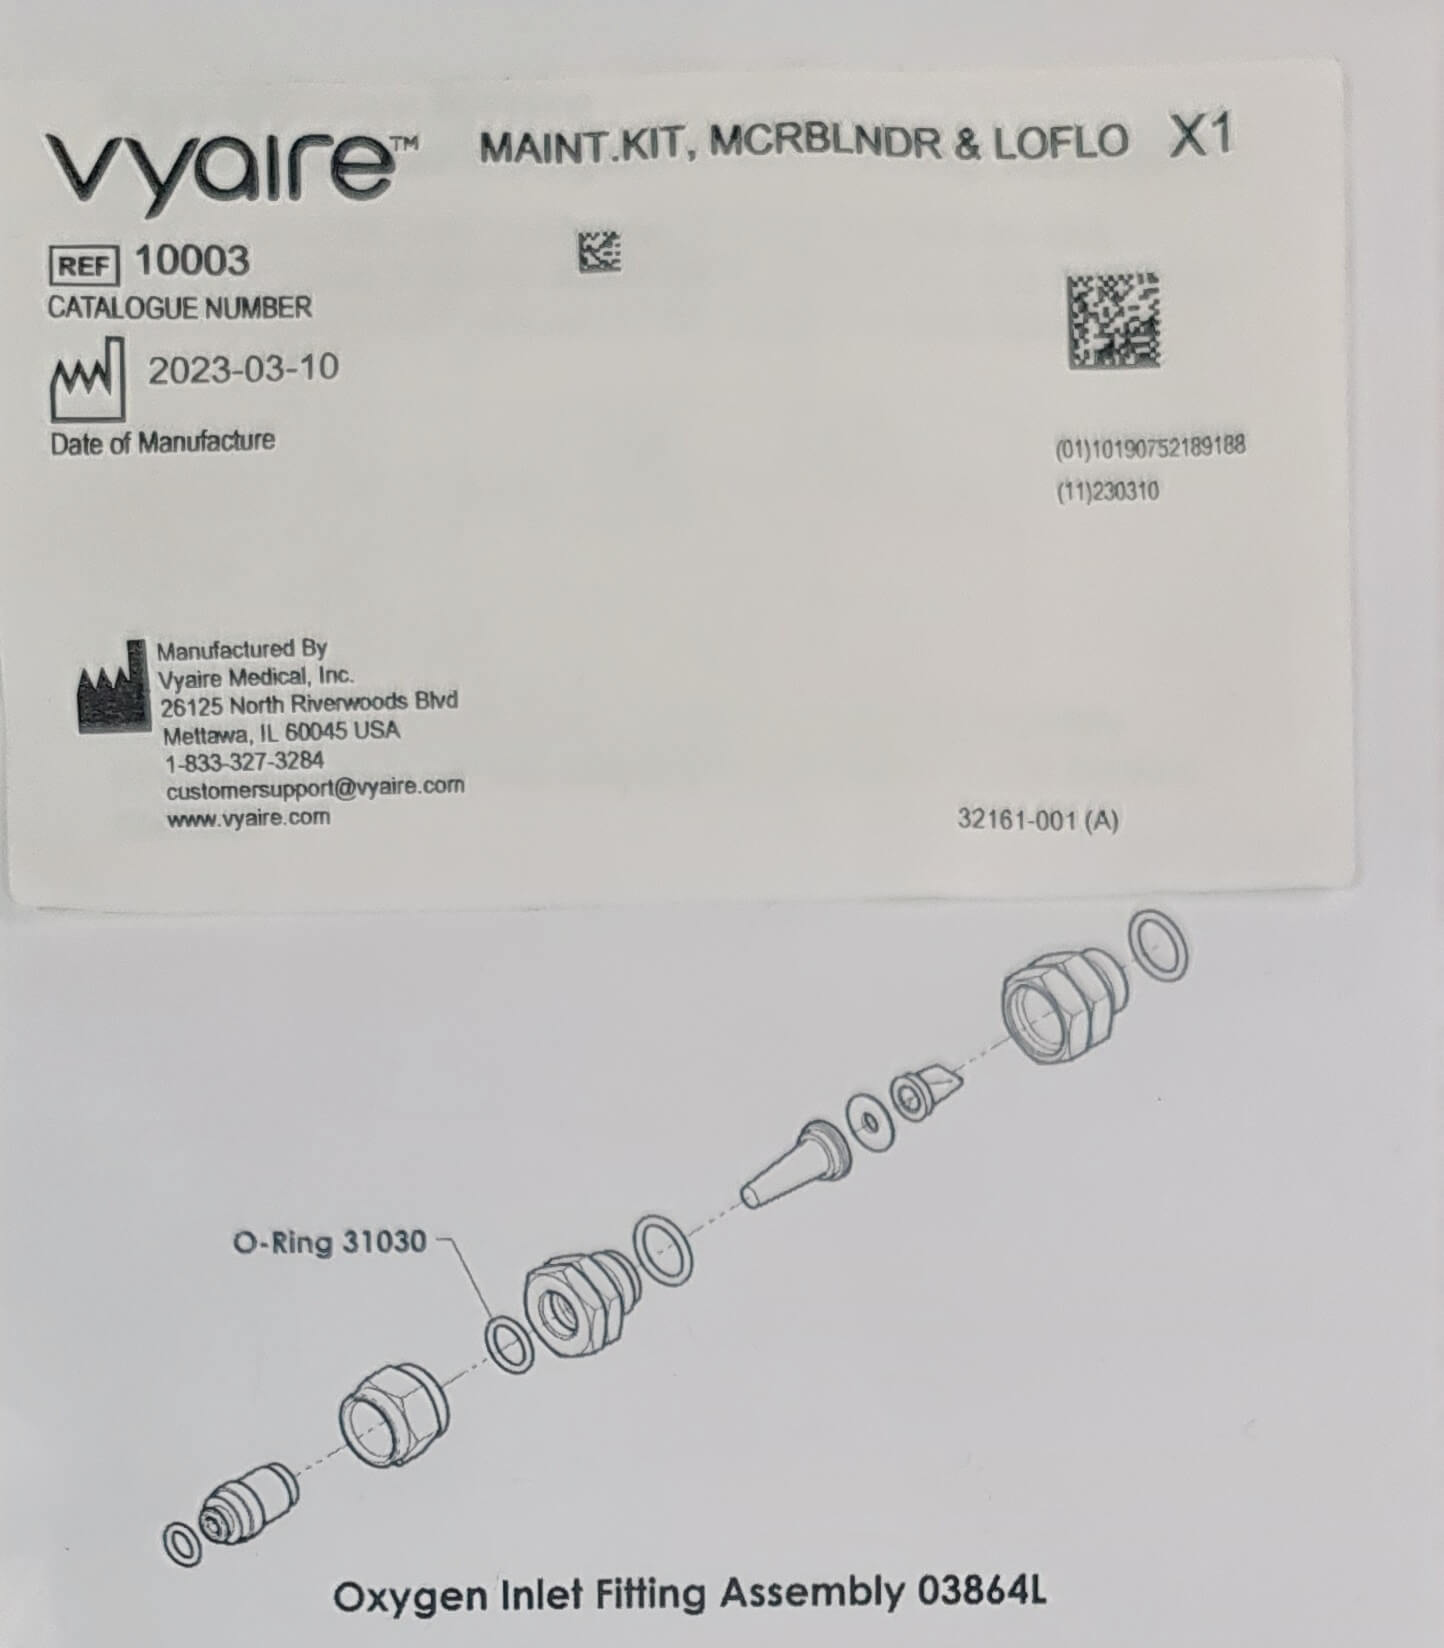 vyaire™ MAINT.KIT, MCRBLNDR & LOFLO X1
REF 10003
CATALOGUE NUMBER
2023-03-10
Date of Manufacture
(01)10190752189188
(11)230310
Manufactured By
Vyaire Medical, Inc.
26125 North Riverwoods Blvd
Mettawa, IL 60045 USA
1-833-327-3284
customersupport@vyaire.com
www.vyaire.com
32161-001 (A)
O-Ring 31030
Oxygen Inlet Fitting Assembly 03864L